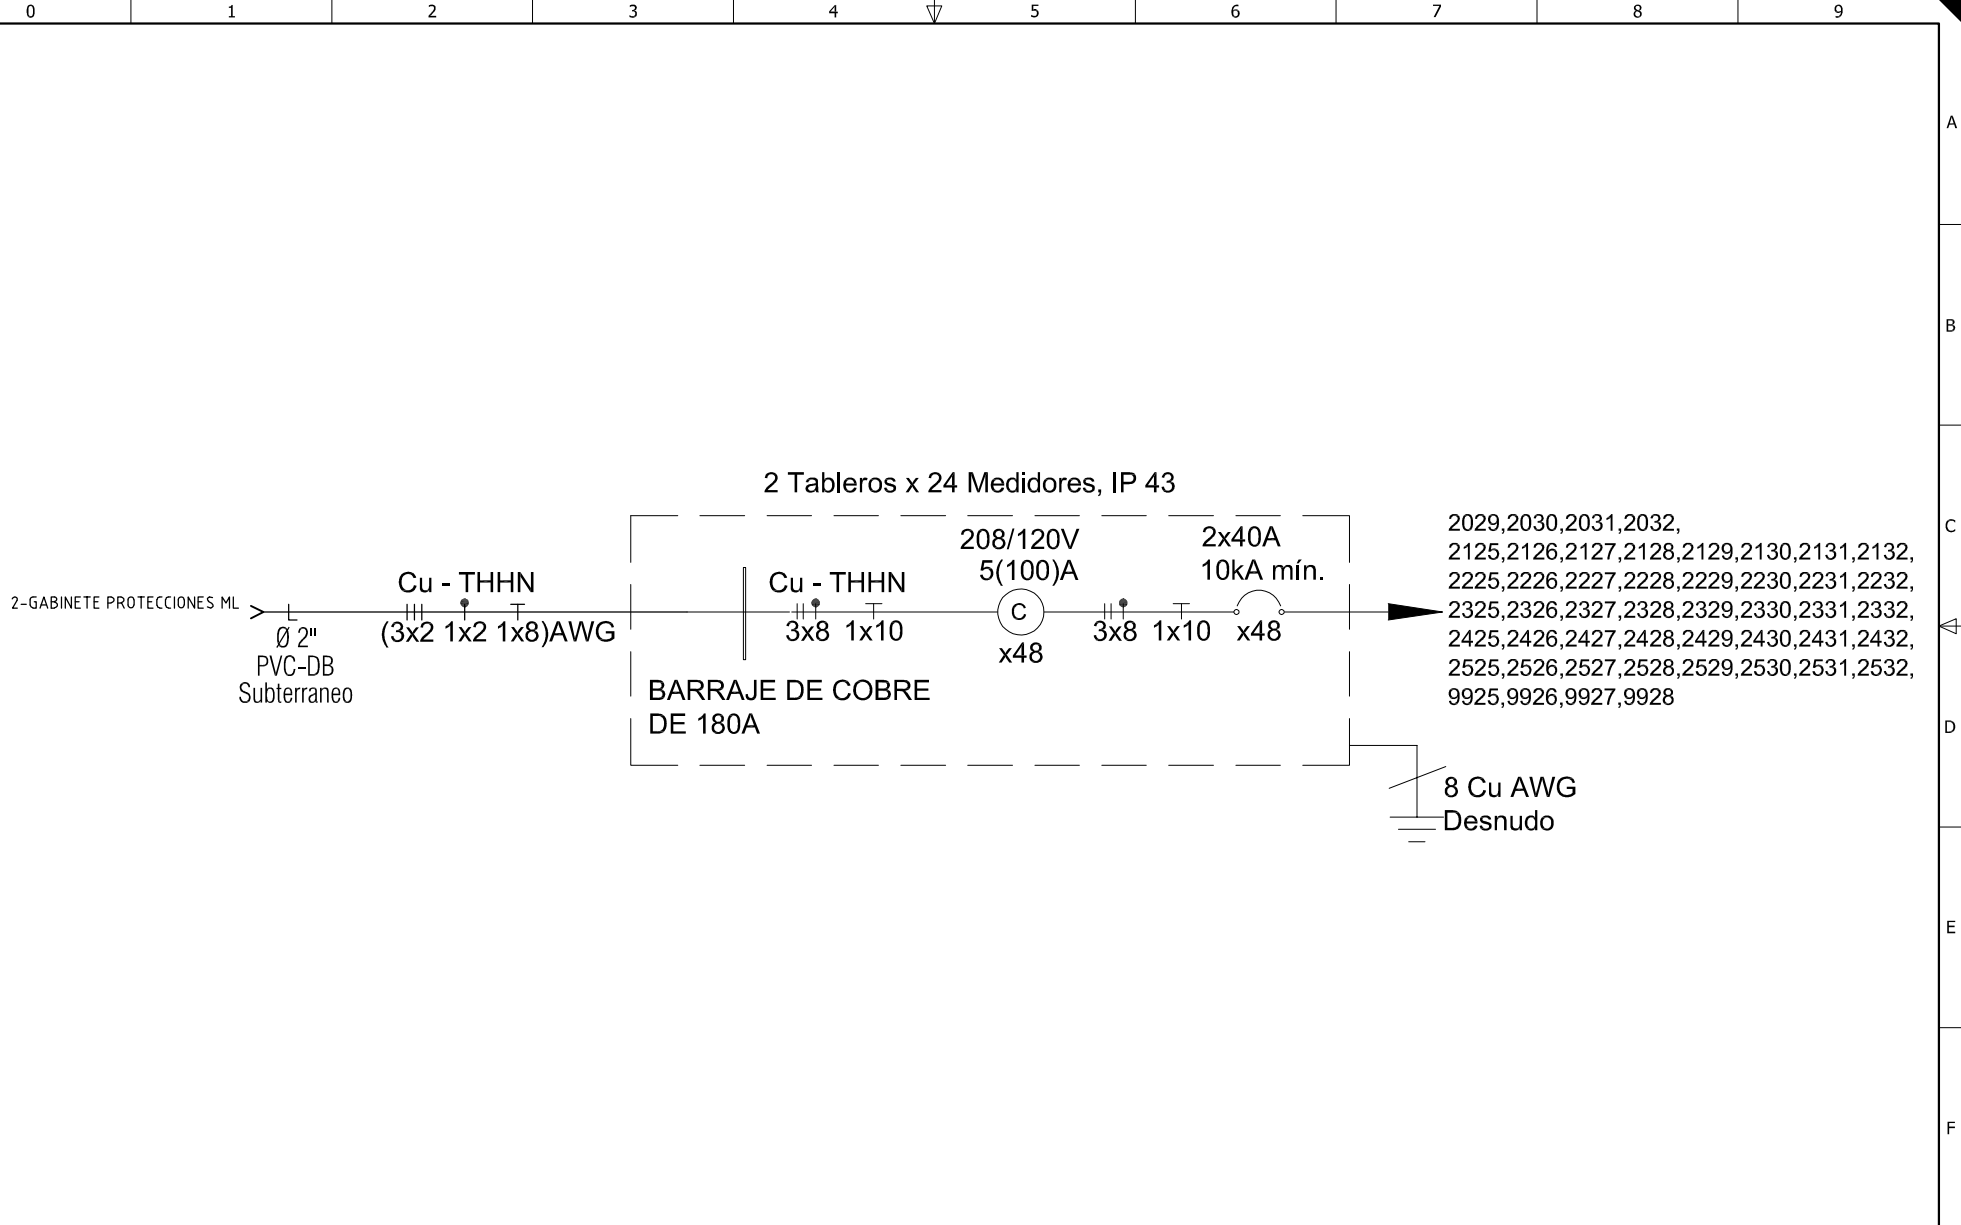 0 1 2 3 4 5 6 7 8 9
A
B
C
D
E
F
2 Tableros x 24 Medidores, IP 43
208/120V
5(100)A
C
x48
2x40A
10kA mín.
x48
2-GABINETE PROTECCIONES ML
Ø 2"
PVC-DB
Subterraneo
Cu - THHN
(3x2 1x2 1x8)AWG
Cu - THHN
3x8 1x10
3x8 1x10
BARRAJE DE COBRE
DE 180A
2029,2030,2031,2032,
2125,2126,2127,2128,2129,2130,2131,2132,
2225,2226,2227,2228,2229,2230,2231,2232,
2325,2326,2327,2328,2329,2330,2331,2332,
2425,2426,2427,2428,2429,2430,2431,2432,
2525,2526,2527,2528,2529,2530,2531,2532,
9925,9926,9927,9928
8 Cu AWG
Desnudo